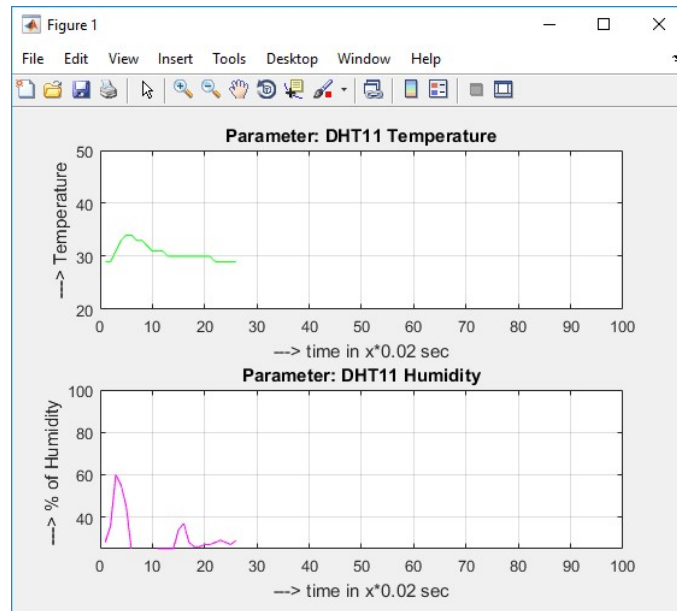 Figure 1
File Edit View Insert Tools Desktop Window Help
Parameter: DHT11 Temperature
50
40
30
20
---> Temperature
0 10 20 30 40 50 60 70 80 90 100
---> time in x*0.02 sec
Parameter: DHT11 Humidity
100
80
60
40
---> % of Humidity
0 10 20 30 40 50 60 70 80 90 100
---> time in x*0.02 sec